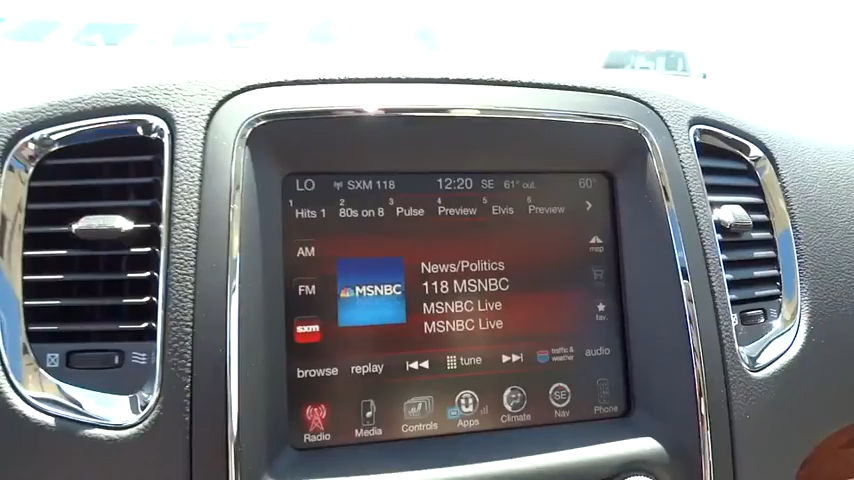 LO SXM 118 12:20 SE 61° out 60°
1 Hits 1 2 80s on 8 3 Pulse 4 Preview 5 Elvis 6 Preview
AM
FM
sxm
MSNBC
News/Politics
118 MSNBC
MSNBC Live
MSNBC Live
map
fav.
browse replay tune traffic & weather audio
Radio Media Controls Apps Climate SE Nav Phone